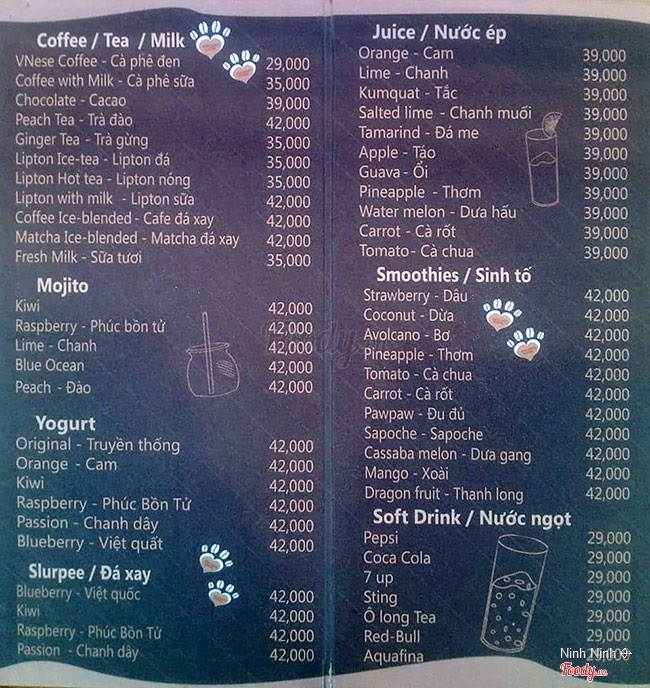 Coffee / Tea / Milk
VNese Coffee - Cà phê đen 29,000
Coffee with Milk - Cà phê sữa 35,000
Chocolate - Cacao 39,000
Peach Tea - Trà đào 42,000
Ginger Tea - Trà gừng 35,000
Lipton Ice-tea - Lipton đá 35,000
Lipton Hot tea - Lipton nóng 35,000
Lipton with milk - Lipton sữa 42,000
Coffee Ice-blended - Cafe đá xay 42,000
Matcha Ice-blended - Matcha đá xay 42,000
Fresh Milk - Sữa tươi 35,000
Mojito
Kiwi 42,000
Raspberry - Phúc bồn tử 42,000
Lime - Chanh 42,000
Blue Ocean 42,000
Peach - Đào 42,000
Yogurt
Original - Truyền thống 42,000
Orange - Cam 42,000
Kiwi 42,000
Raspberry - Phúc Bồn Tử 42,000
Passion - Chanh dây 42,000
Blueberry - Việt quất 42,000
Slurpee / Đá xay
Blueberry - Việt quốc 42,000
Kiwi 42,000
Raspberry - Phúc Bồn Tử 42,000
Passion - Chanh dây 42,000
Juice / Nước ép
Orange - Cam 39,000
Lime - Chanh 39,000
Kumquat - Tắc 39,000
Salted lime - Chanh muối 39,000
Tamarind - Đá me 39,000
Apple - Táo 39,000
Guava - Ổi 39,000
Pineapple - Thơm 39,000
Water melon - Dưa hấu 39,000
Carrot - Cà rốt 39,000
Tomato - Cà chua 39,000
Smoothies / Sinh tố
Strawberry - Dâu 42,000
Coconut - Dừa 42,000
Avolcano - Bơ 42,000
Pineapple - Thơm 42,000
Tomato - Cà chua 42,000
Carrot - Cà rốt 42,000
Pawpaw - Đu đủ 42,000
Sapoche - Sapoche 42,000
Cassaba melon - Dưa gang 42,000
Mango - Xoài 42,000
Dragon fruit - Thanh long 42,000
Soft Drink / Nước ngọt
Pepsi 29,000
Coca Cola 29,000
7 up 29,000
Sting 29,000
Ô long Tea 29,000
Red-Bull 29,000
Aquafina
Ninh Ninh
Foody.vn